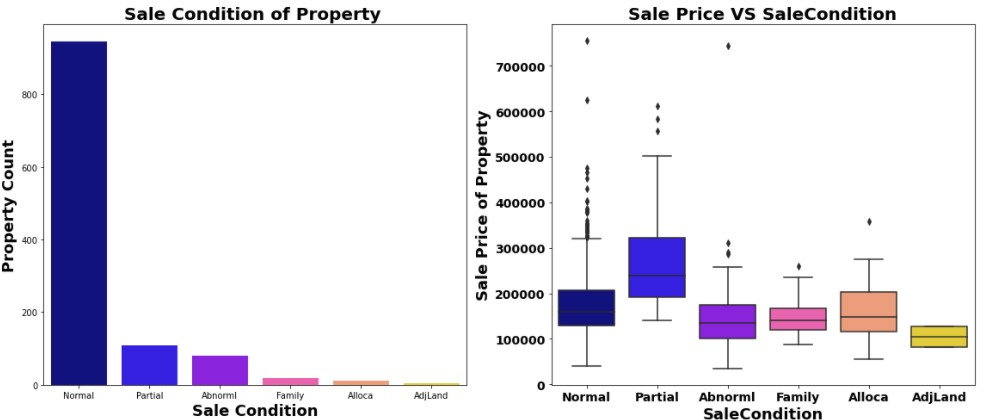 Sale Condition of Property
Property Count
800
600
400
200
0
Normal Partial Abnorml Family Alloca AdjLand
Sale Condition
Sale Price VS SaleCondition
Sale Price of Property
700000
600000
500000
400000
300000
200000
100000
0
Normal Partial Abnorml Family Alloca AdjLand
SaleCondition